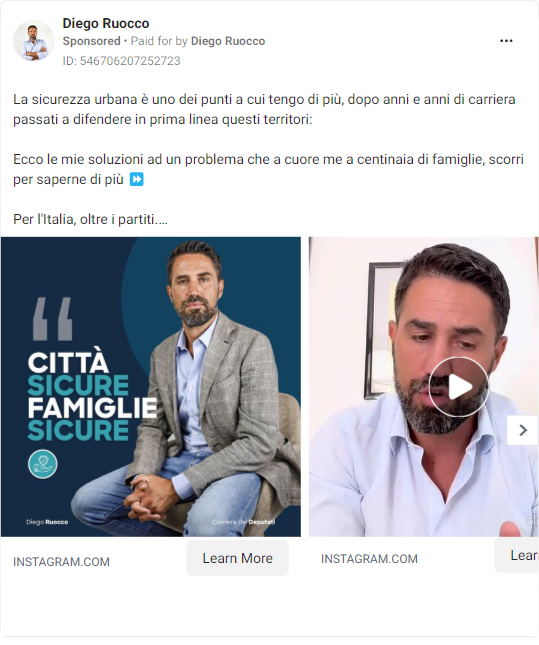 Diego Ruocco
Sponsored • Paid for by Diego Ruocco
ID: 546706207252723
La sicurezza urbana è uno dei punti a cui tengo di più, dopo anni e anni di carriera
passati a difendere in prima linea questi territori:
Ecco le mie soluzioni ad un problema che a cuore me a centinaia di famiglie, scorri
per saperne di più ⏩
Per l'Italia, oltre i partiti....
CITTÀ
SICURE
FAMIGLIE
SICURE
Diego Ruocco
Camera dei Deputati
INSTAGRAM.COM
Learn More
INSTAGRAM.COM
Lear